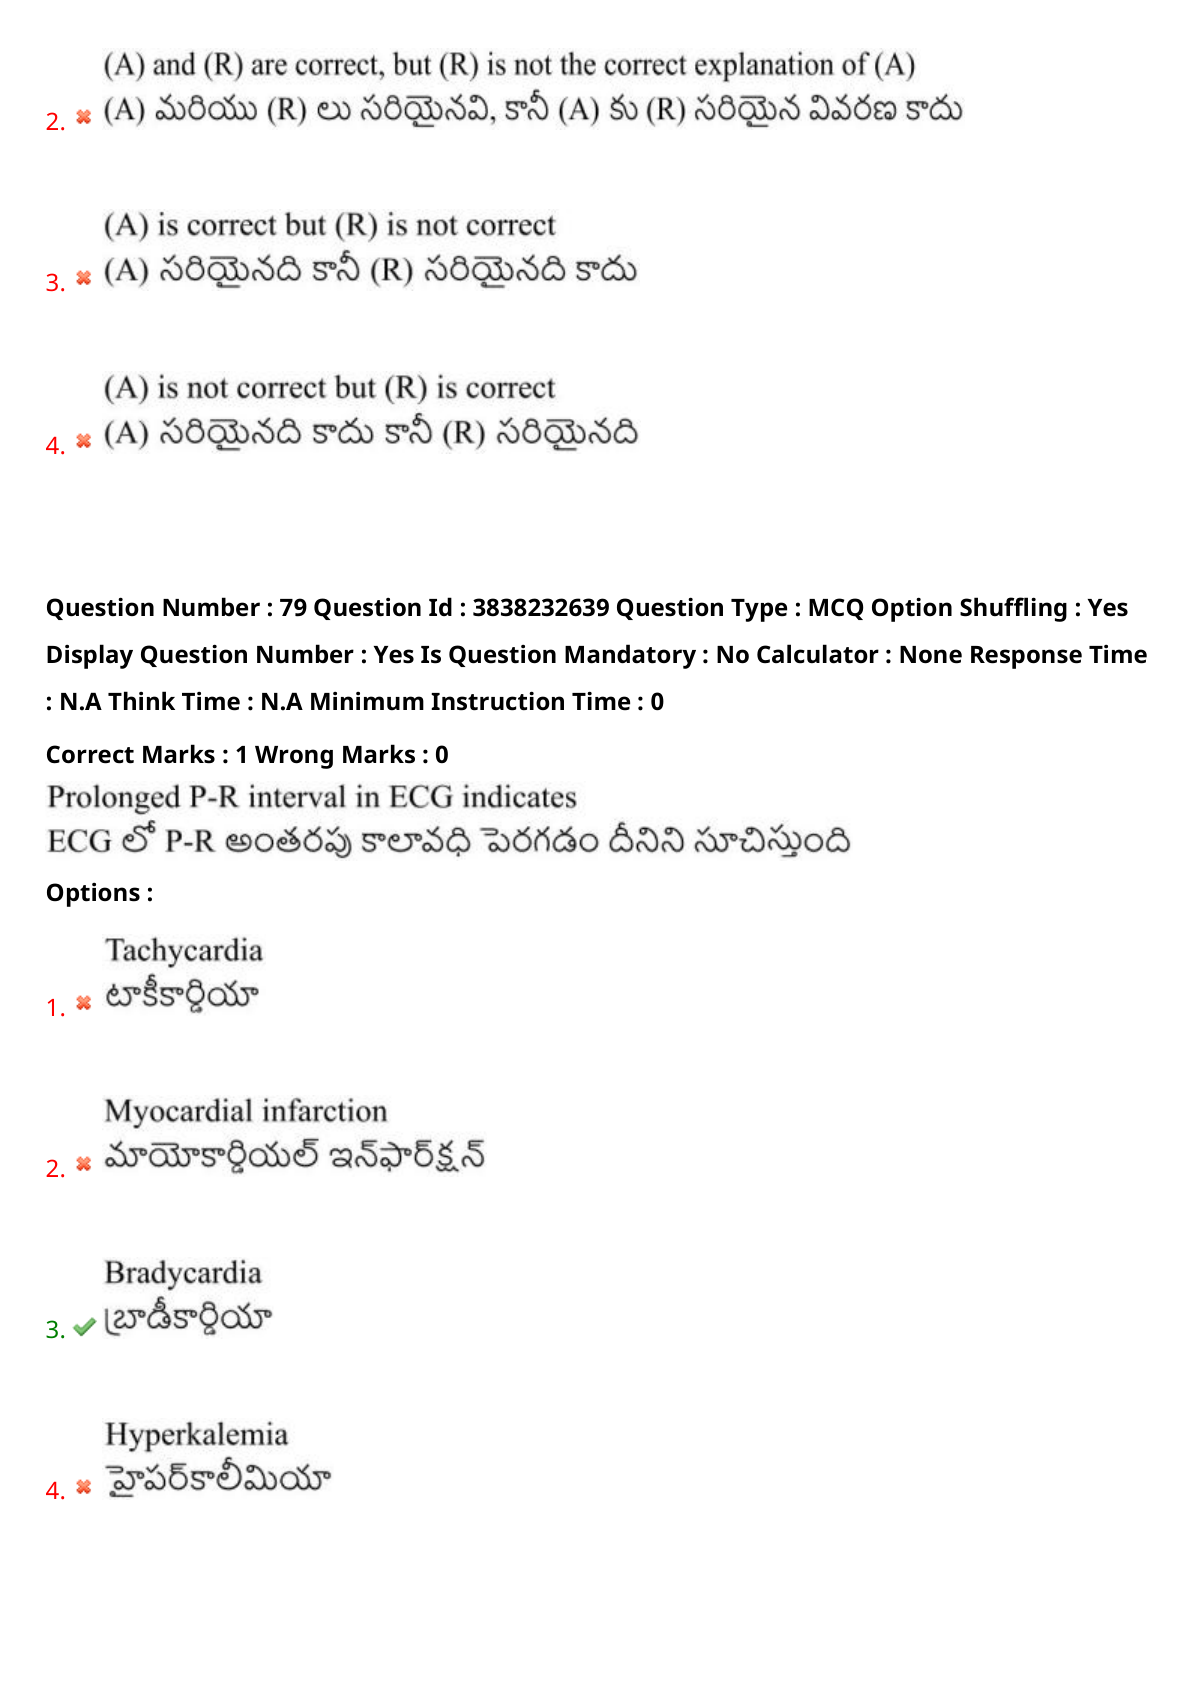 (A) and (R) are correct, but (R) is not the correct explanation of (A)
2. (A) మరియు (R) లు సరియైనవి, కానీ (A) కు (R) సరియైన వివరణ కాదు
(A) is correct but (R) is not correct
3. (A) సరియైనది కానీ (R) సరియైనది కాదు
(A) is not correct but (R) is correct
4. (A) సరియైనది కాదు కానీ (R) సరియైనది
Question Number : 79 Question Id : 3838232639 Question Type : MCQ Option Shuffling : Yes
Display Question Number : Yes Is Question Mandatory : No Calculator : None Response Time
: N.A Think Time : N.A Minimum Instruction Time : 0
Correct Marks : 1 Wrong Marks : 0
Prolonged P-R interval in ECG indicates
ECG లో P-R అంతరపు కాలావధి పెరగడం దీనిని సూచిస్తుంది
Options :
Tachycardia
1. టాకీకార్డియా
Myocardial infarction
2. మాయోకార్డియల్ ఇన్‌ఫార్‌క్షన్
Bradycardia
3. బ్రాడీకార్డియా
Hyperkalemia
4. హైపర్‌కాలీమియా